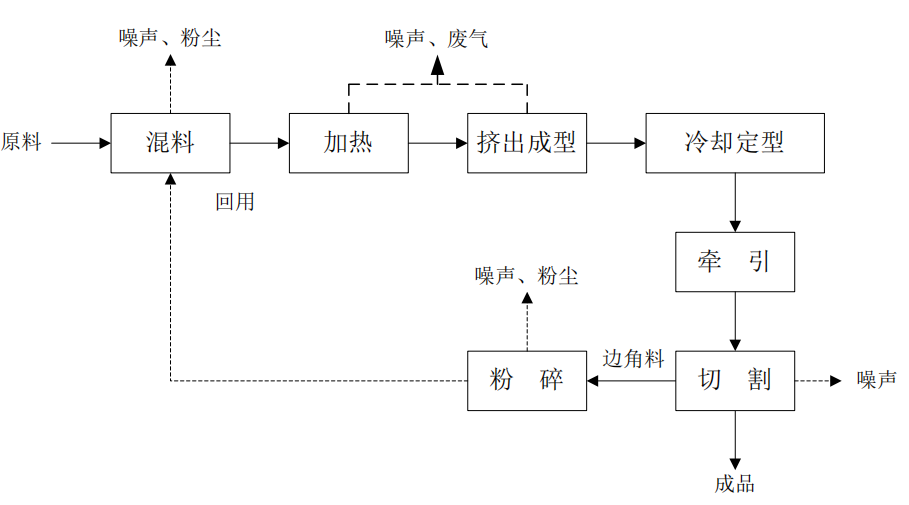 噪声、粉尘
噪声、废气
原料
混料
加热
挤出成型
冷却定型
回用
牵 引
噪声、粉尘
边角料
粉 碎
切 割
噪声
成品